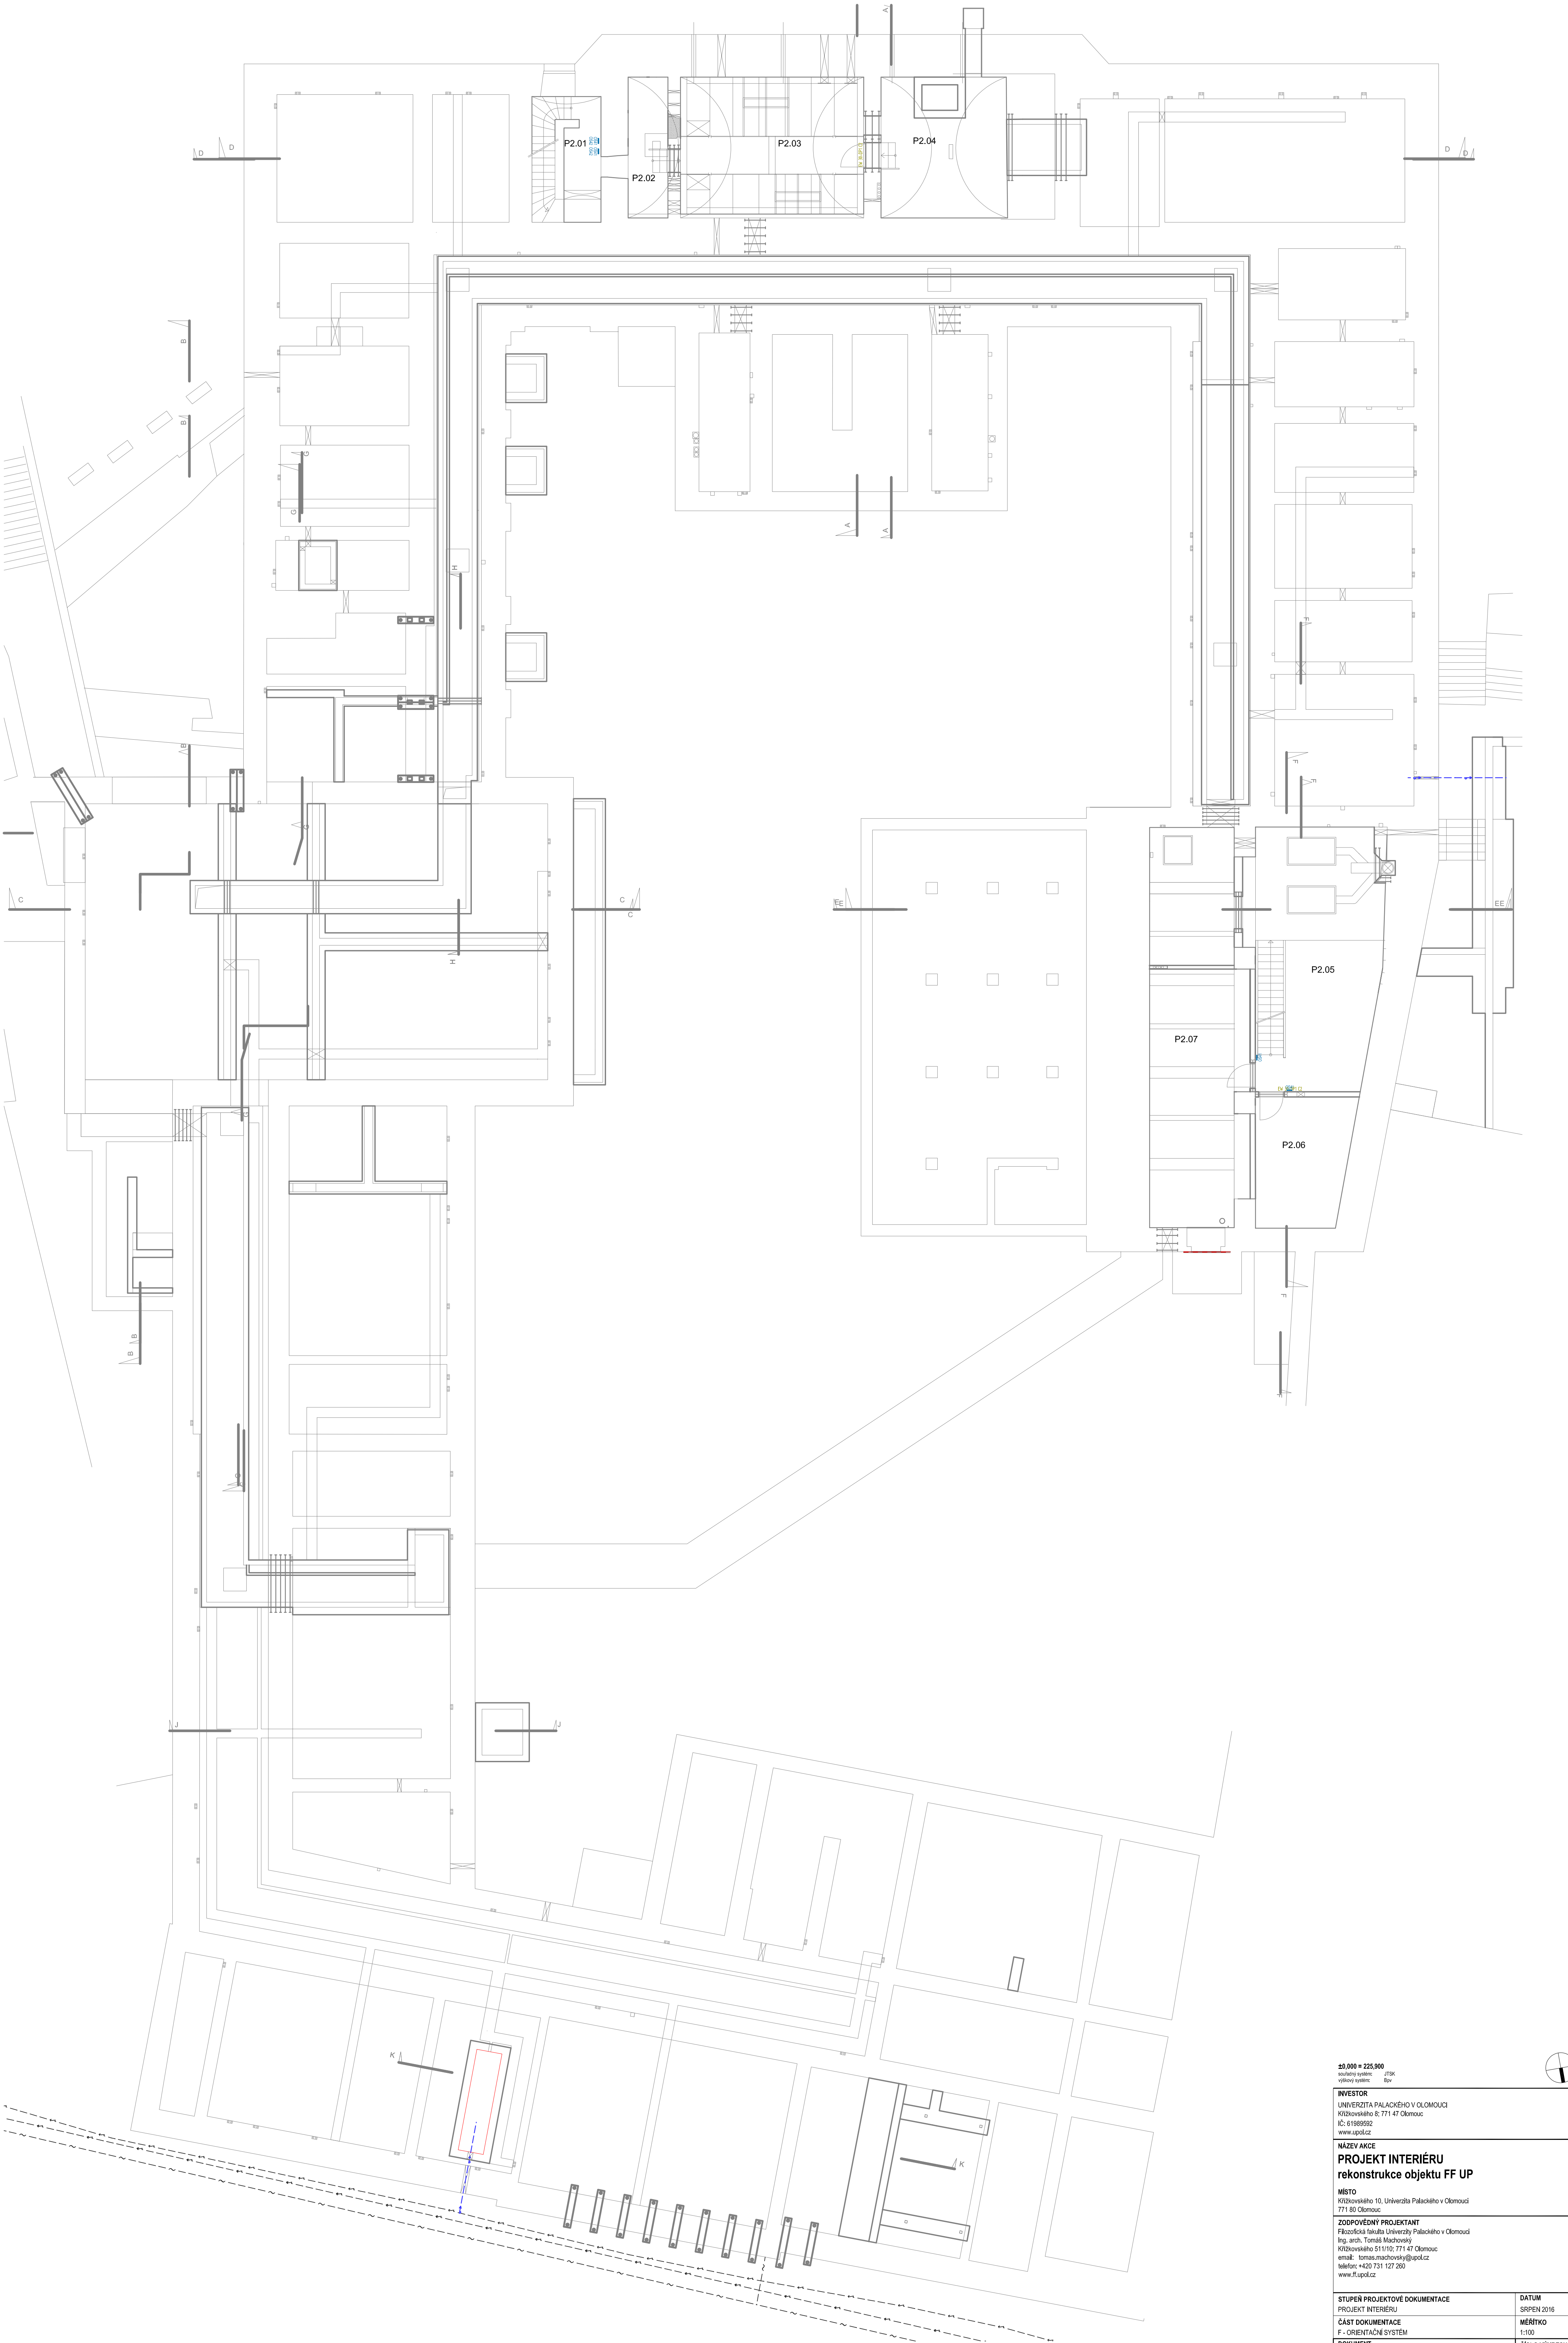 A
D
D
P2.01
P2.02
P2.03
P2.04
D
D
B
B
G
G
A
A
H
F
B
F
F
G
C
C
C
E
E
EE
H
P2.05
P2.07
P2.06
O
F
B
B
F
G
J
J
K
K
±0,000 = 225,900
souřadný systém: JTSK
výškový systém: Bpv
INVESTOR
UNIVERZITA PALACKÉHO V OLOMOUCI
Křížkovského 8; 771 47 Olomouc
IČ: 61989592
www.upol.cz
NÁZEV AKCE
PROJEKT INTERIÉRU
rekonstrukce objektu FF UP
MÍSTO
Křížkovského 10, Univerzita Palackého v Olomouci
771 80 Olomouc
ZODPOVĚDNÝ PROJEKTANT
Filozofická fakulta Univerzity Palackého v Olomouci
Ing. arch. Tomáš Machovský
Křížkovského 511/10; 771 47 Olomouc
email: tomas.machovsky@upol.cz
telefon: +420 731 127 260
www.ff.upol.cz
STUPEŇ PROJEKTOVÉ DOKUMENTACE DATUM
PROJEKT INTERIÉRU SRPEN 2016
ČÁST DOKUMENTACE MĚŘÍTKO
F - ORIENTAČNÍ SYSTÉM 1:100